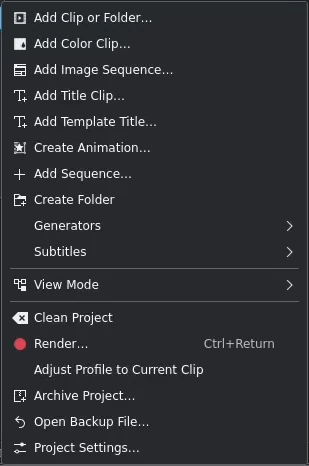 Add Clip or Folder…
Add Color Clip…
Add Image Sequence…
Add Title Clip…
Add Template Title…
Create Animation…
Add Sequence…
Create Folder
Generators
Subtitles
View Mode
Clean Project
Render… Ctrl+Return
Adjust Profile to Current Clip
Archive Project…
Open Backup File…
Project Settings…